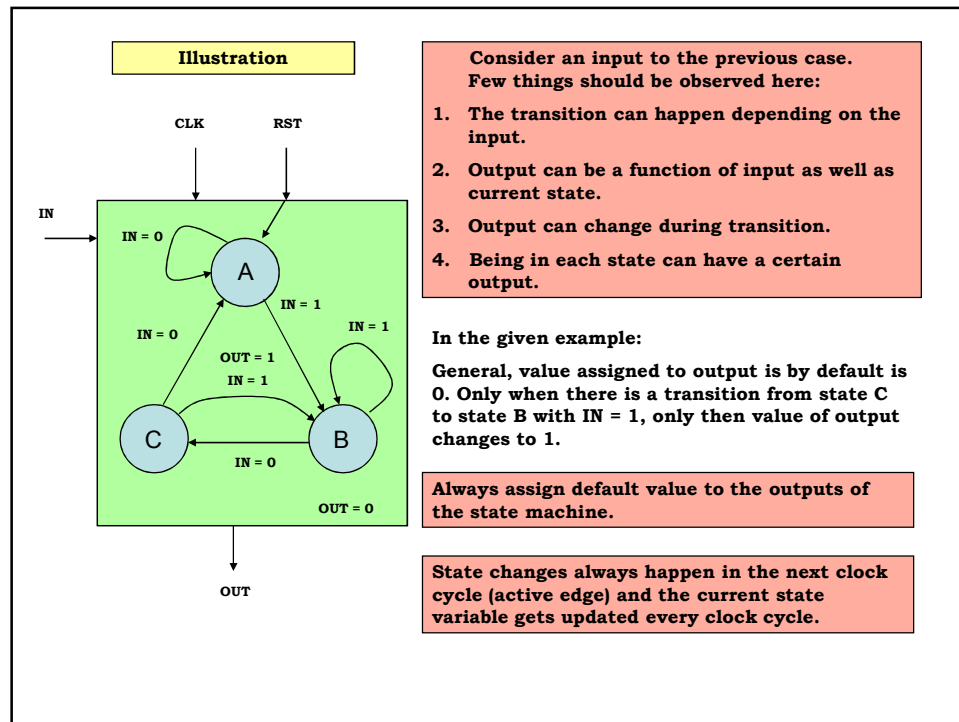 Illustration
CLK
RST
IN
IN = 0
A
IN = 1
IN = 1
IN = 0
OUT = 1
IN = 1
C
B
IN = 0
OUT = 0
OUT
Consider an input to the previous case.
Few things should be observed here:
1. The transition can happen depending on the
input.
2. Output can be a function of input as well as
current state.
3. Output can change during transition.
4. Being in each state can have a certain
output.
In the given example:
General, value assigned to output is by default is
0. Only when there is a transition from state C
to state B with IN = 1, only then value of output
changes to 1.
Always assign default value to the outputs of
the state machine.
State changes always happen in the next clock
cycle (active edge) and the current state
variable gets updated every clock cycle.